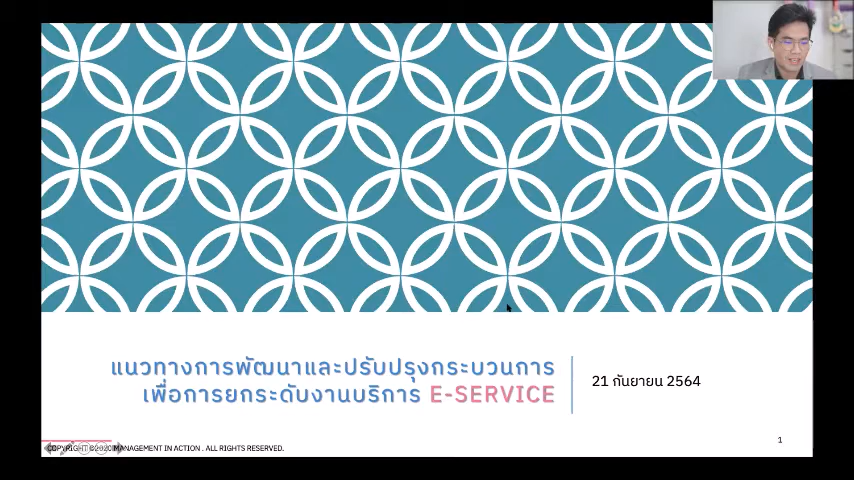 แนวทางการพัฒนาและปรับปรุงกระบวนการ
เพื่อการยกระดับงานบริการ E-SERVICE
21 กันยายน 2564
1
COPYRIGHT ©2020 MANAGEMENT IN ACTION . ALL RIGHTS RESERVED.